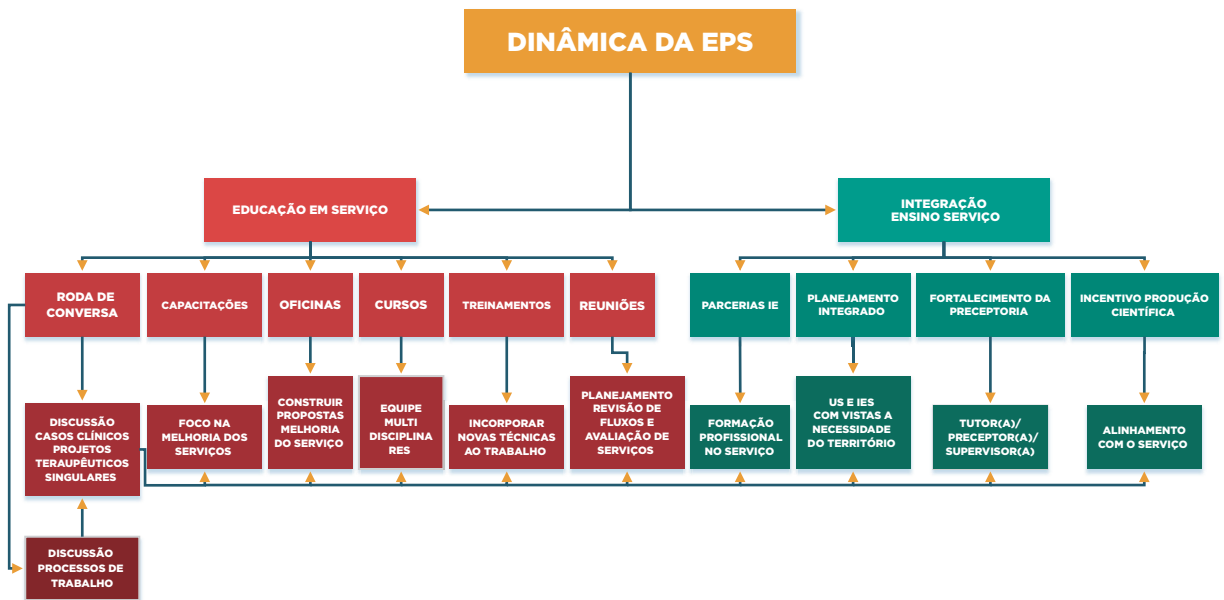 DINÂMICA DA EPS
EDUCAÇÃO EM SERVIÇO
INTEGRAÇÃO
ENSINO SERVIÇO
RODA DE
CONVERSA
CAPACITAÇÕES
OFICINAS
CURSOS
TREINAMENTOS
REUNIÕES
PARCERIAS IE
PLANEJAMENTO
INTEGRADO
FORTALECIMENTO DA
PRECEPTORIA
INCENTIVO PRODUÇÃO
CIENTÍFICA
DISCUSSÃO
CASOS CLÍNICOS
PROJETOS
TERAUPÊUTICOS
SINGULARES
FOCO NA
MELHORIA DOS
SERVIÇOS
CONSTRUIR
PROPOSTAS
MELHORIA
DO SERVIÇO
EQUIPE
MULTI
DISCIPLINA
RES
INCORPORAR
NOVAS TÉCNICAS
AO TRABALHO
PLANEJAMENTO
REVISÃO DE
FLUXOS E
AVALIAÇÃO DE
SERVIÇOS
FORMAÇÃO
PROFISSIONAL
NO SERVIÇO
US E IES
COM VISTAS A
NECESSIDADE
DO TERRITÓRIO
TUTOR(A)/
PRECEPTOR(A)/
SUPERVISOR(A)
ALINHAMENTO
COM O SERVIÇO
DISCUSSÃO
PROCESSOS DE
TRABALHO